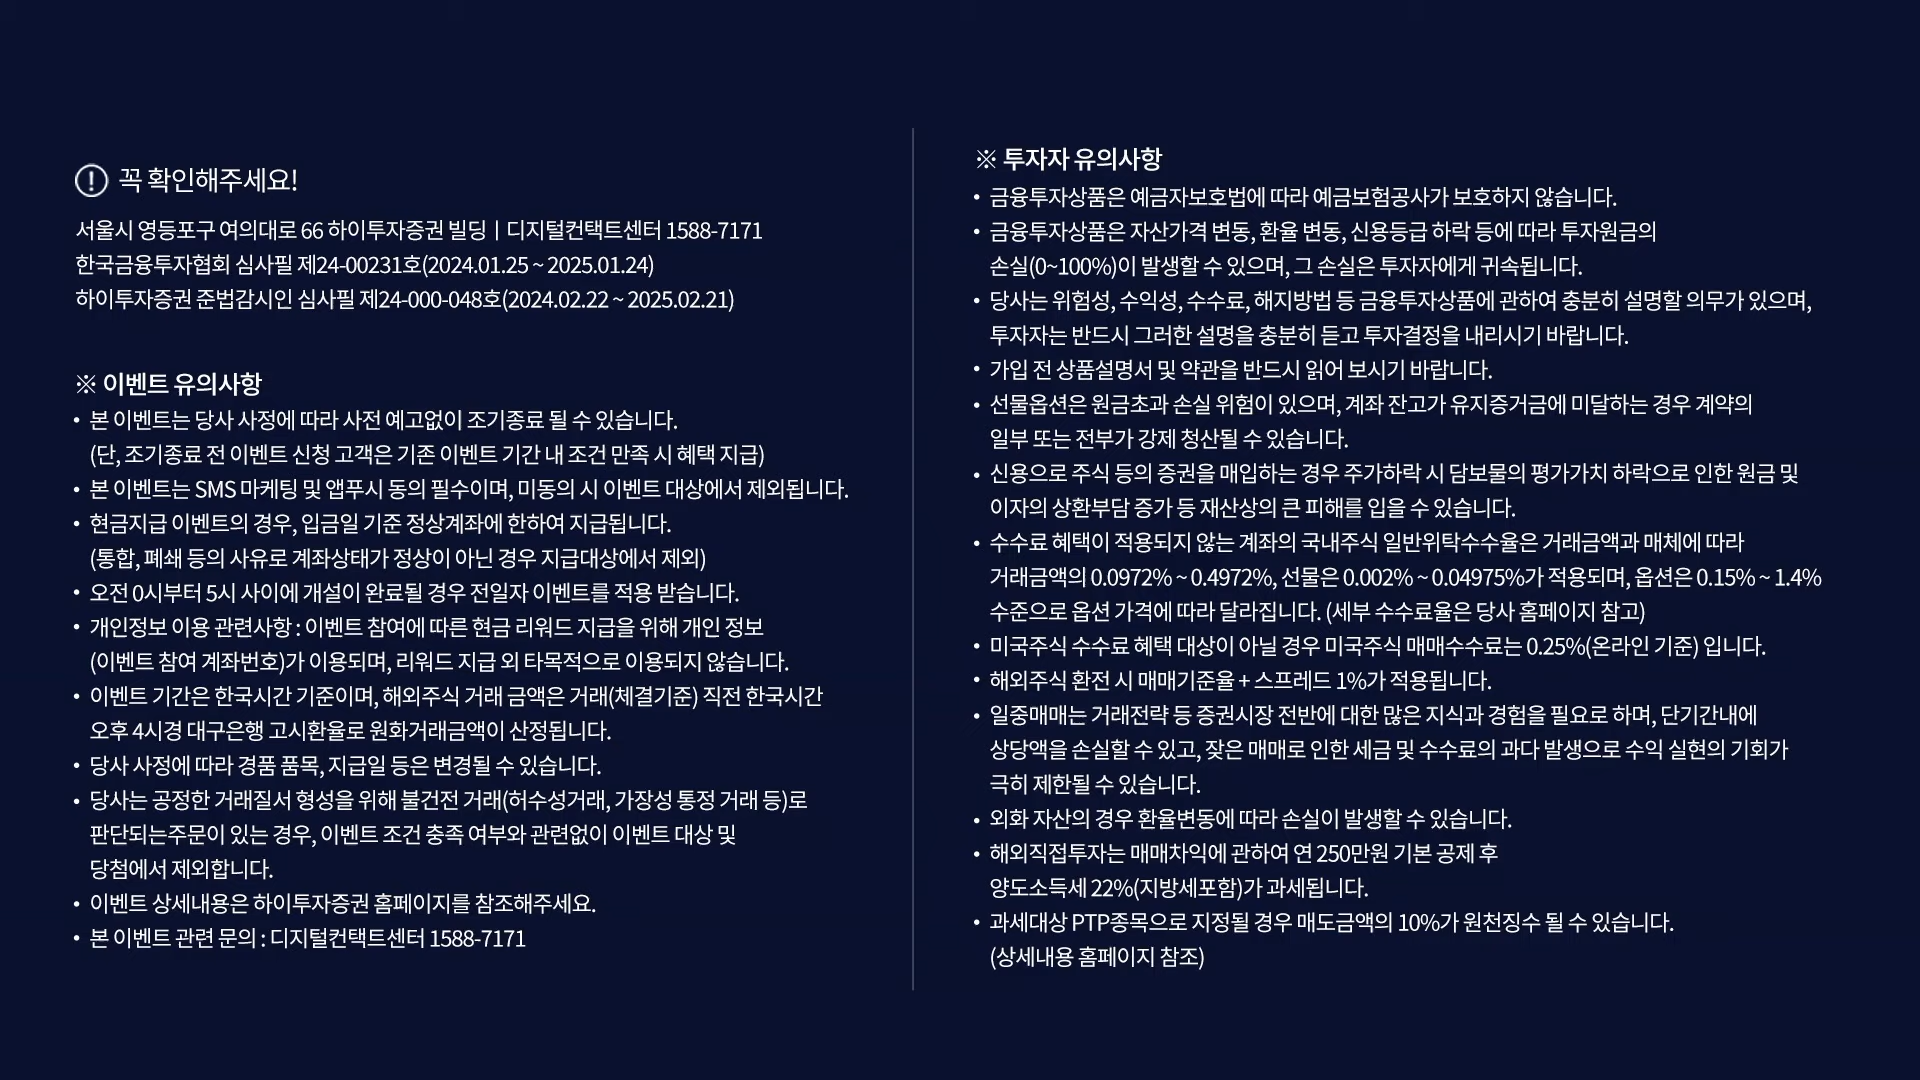 꼭 확인해주세요!
서울시 영등포구 여의대로 66 하이투자증권 빌딩 | 디지털컨택트센터 1588-7171
한국금융투자협회 심사필 제24-00231호(2024.01.25 ~ 2025.01.24)
하이투자증권 준법감시인 심사필 제24-000-048호(2024.02.22 ~ 2025.02.21)
※ 이벤트 유의사항
• 본 이벤트는 당사 사정에 따라 사전 예고없이 조기종료 될 수 있습니다.
(단, 조기종료 전 이벤트 신청 고객은 기존 이벤트 기간 내 조건 만족 시 혜택 지급)
• 본 이벤트는 SMS 마케팅 및 앱푸시 동의 필수이며, 미동의 시 이벤트 대상에서 제외됩니다.
• 현금지급 이벤트의 경우, 입금일 기준 정상계좌에 한하여 지급됩니다.
(통합, 폐쇄 등의 사유로 계좌상태가 정상이 아닌 경우 지급대상에서 제외)
• 오전 0시부터 5시 사이에 개설이 완료될 경우 전일자 이벤트를 적용 받습니다.
• 개인정보 이용 관련사항 : 이벤트 참여에 따른 현금 리워드 지급을 위해 개인 정보
(이벤트 참여 계좌번호)가 이용되며, 리워드 지급 외 타목적으로 이용되지 않습니다.
• 이벤트 기간은 한국시간 기준이며, 해외주식 거래 금액은 거래(체결기준) 직전 한국시간
오후 4시경 대구은행 고시환율로 원화거래금액이 산정됩니다.
• 당사 사정에 따라 경품 품목, 지급일 등은 변경될 수 있습니다.
• 당사는 공정한 거래질서 형성을 위해 불건전 거래(허수성거래, 가장성 통정 거래 등)로
판단되는주문이 있는 경우, 이벤트 조건 충족 여부와 관련없이 이벤트 대상 및
당첨에서 제외합니다.
• 이벤트 상세내용은 하이투자증권 홈페이지를 참조해주세요.
• 본 이벤트 관련 문의 : 디지털컨택트센터 1588-7171
※ 투자자 유의사항
• 금융투자상품은 예금자보호법에 따라 예금보험공사가 보호하지 않습니다.
• 금융투자상품은 자산가격 변동, 환율 변동, 신용등급 하락 등에 따라 투자원금의
손실(0~100%)이 발생할 수 있으며, 그 손실은 투자자에게 귀속됩니다.
• 당사는 위험성, 수익성, 수수료, 해지방법 등 금융투자상품에 관하여 충분히 설명할 의무가 있으며,
투자자는 반드시 그러한 설명을 충분히 듣고 투자결정을 내리시기 바랍니다.
• 가입 전 상품설명서 및 약관을 반드시 읽어 보시기 바랍니다.
• 선물옵션은 원금초과 손실 위험이 있으며, 계좌 잔고가 유지증거금에 미달하는 경우 계약의
일부 또는 전부가 강제 청산될 수 있습니다.
• 신용으로 주식 등의 증권을 매입하는 경우 주가하락 시 담보물의 평가가치 하락으로 인한 원금 및
이자의 상환부담 증가 등 재산상의 큰 피해를 입을 수 있습니다.
• 수수료 혜택이 적용되지 않는 계좌의 국내주식 일반위탁수수율은 거래금액과 매체에 따라
거래금액의 0.0972% ~ 0.4972%, 선물은 0.002% ~ 0.04975%가 적용되며, 옵션은 0.15% ~ 1.4%
수준으로 옵션 가격에 따라 달라집니다. (세부 수수료율은 당사 홈페이지 참고)
• 미국주식 수수료 혜택 대상이 아닐 경우 미국주식 매매수수료는 0.25%(온라인 기준) 입니다.
• 해외주식 환전 시 매매기준율 + 스프레드 1%가 적용됩니다.
• 일중매매는 거래전략 등 증권시장 전반에 대한 많은 지식과 경험을 필요로 하며, 단기간내에
상당액을 손실할 수 있고, 잦은 매매로 인한 세금 및 수수료의 과다 발생으로 수익 실현의 기회가
극히 제한될 수 있습니다.
• 외화 자산의 경우 환율변동에 따라 손실이 발생할 수 있습니다.
• 해외직접투자는 매매차익에 관하여 연 250만원 기본 공제 후
양도소득세 22%(지방세포함)가 과세됩니다.
• 과세대상 PTP종목으로 지정될 경우 매도금액의 10%가 원천징수 될 수 있습니다.
(상세내용 홈페이지 참조)